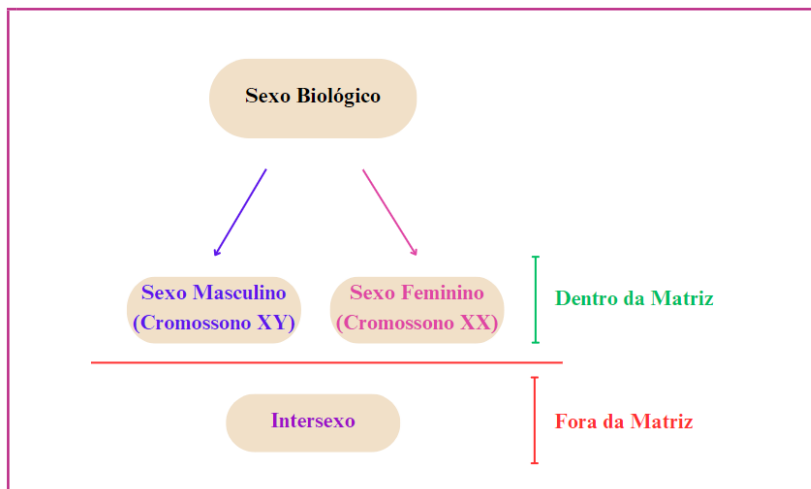 Sexo Biológico
Sexo Masculino
(Cromossono XY)
Sexo Feminino
(Cromossono XX)
Dentro da Matriz
Intersexo
Fora da Matriz